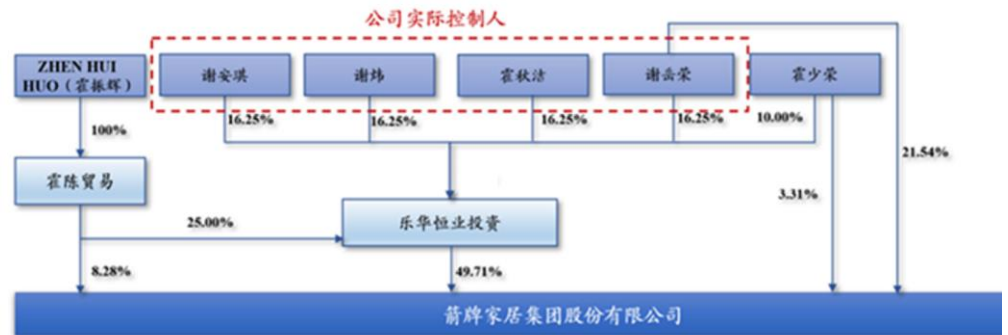 公司实际控制人
ZHEN HUI
HUO（霍振辉）
谢安琪
谢炜
霍秋洁
谢岳荣
霍少荣
16.25%
16.25%
16.25%
16.25%
10.00%
100%
21.54%
霍陈贸易
3.31%
25.00%
乐华恒业投资
8.28%
49.71%
箭牌家居集团股份有限公司